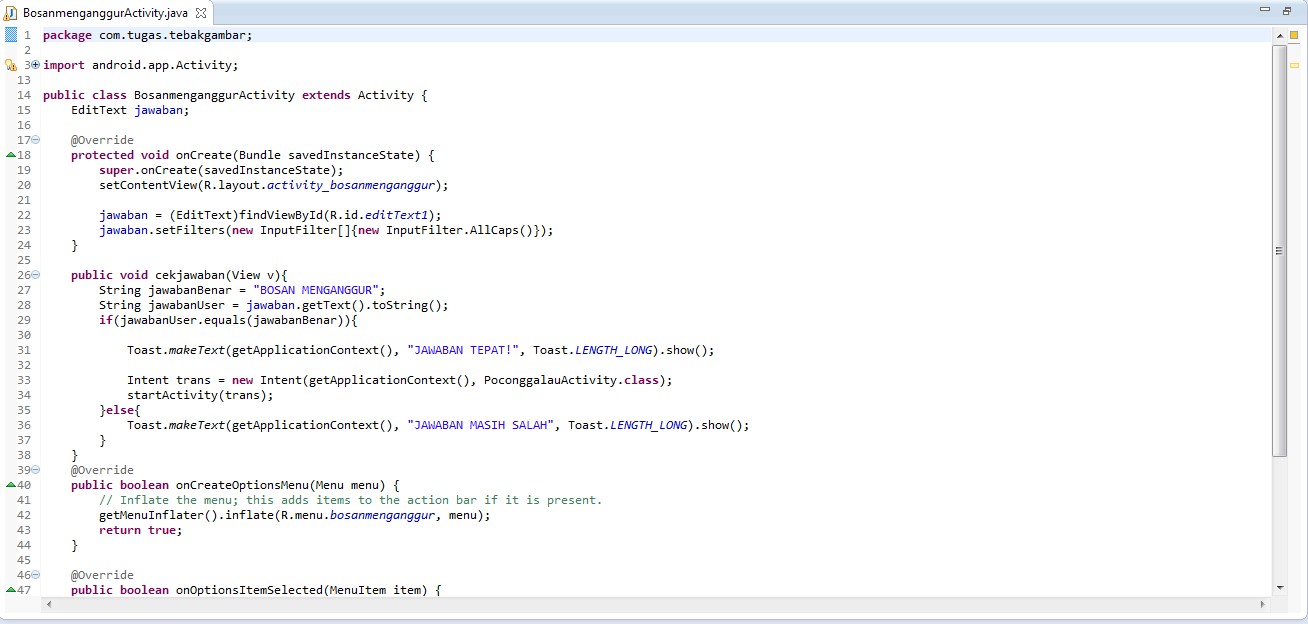 BosanmenganggurActivity.java
1 package com.tugas.tebakgambar;
2
3 import android.app.Activity;
13
14 public class BosanmenganggurActivity extends Activity {
15 EditText jawaban;
16
17 @Override
18 protected void onCreate(Bundle savedInstanceState) {
19 super.onCreate(savedInstanceState);
20 setContentView(R.layout.activity_bosanmenganggur);
21
22 jawaban = (EditText)findViewById(R.id.editText1);
23 jawaban.setFilters(new InputFilter[]{new InputFilter.AllCaps()});
24 }
25
26 public void cekjawaban(View v){
27 String jawabanBenar = "BOSAN MENGANGGUR";
28 String jawabanUser = jawaban.getText().toString();
29 if(jawabanUser.equals(jawabanBenar)){
30
31 Toast.makeText(getApplicationContext(), "JAWABAN TEPAT!", Toast.LENGTH_LONG).show();
32
33 Intent trans = new Intent(getApplicationContext(), PoconggalauActivity.class);
34 startActivity(trans);
35 }else{
36 Toast.makeText(getApplicationContext(), "JAWABAN MASIH SALAH", Toast.LENGTH_LONG).show();
37 }
38 }
39 @Override
40 public boolean onCreateOptionsMenu(Menu menu) {
41 // Inflate the menu; this adds items to the action bar if it is present.
42 getMenuInflater().inflate(R.menu.bosanmenganggur, menu);
43 return true;
44 }
45
46 @Override
47 public boolean onOptionsItemSelected(MenuItem item) {